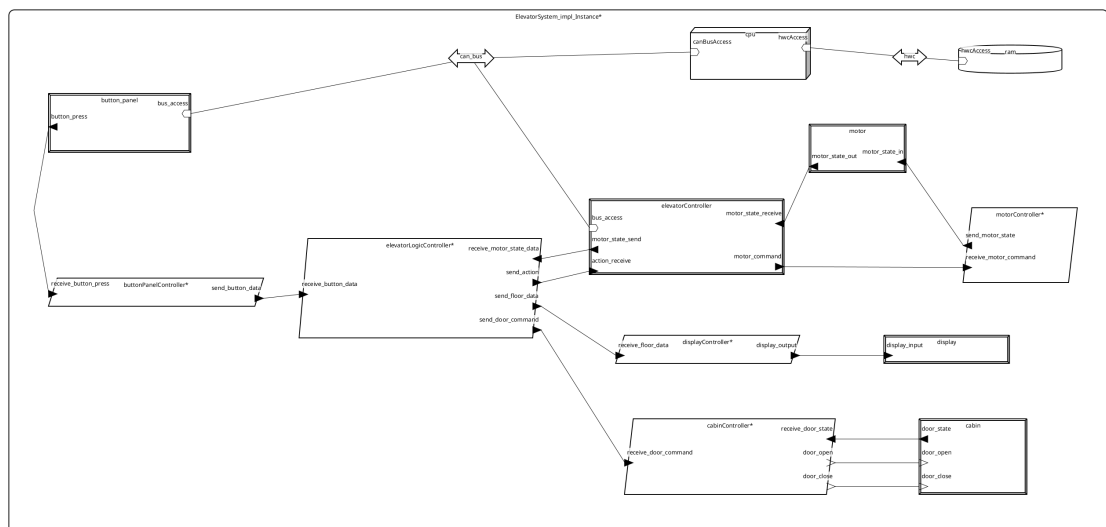 ElevatorSystem_impl_Instance*
cpu
canBusAccess
hwcAccess
can_bus
hwc
hwcAccess
ram
button_panel
bus_access
button_press
motor
motor_state_out
motor_state_in
elevatorController
bus_access
motor_state_receive
motor_state_send
action_receive
motor_command
motorController*
send_motor_state
receive_motor_command
elevatorLogicController*
receive_motor_state_data
send_action
receive_button_data
send_floor_data
send_door_command
receive_button_press
buttonPanelController*
send_button_data
displayController*
receive_floor_data
display_output
display
display_input
cabinController*
receive_door_state
receive_door_command
door_open
door_close
cabin
door_state
door_open
door_close